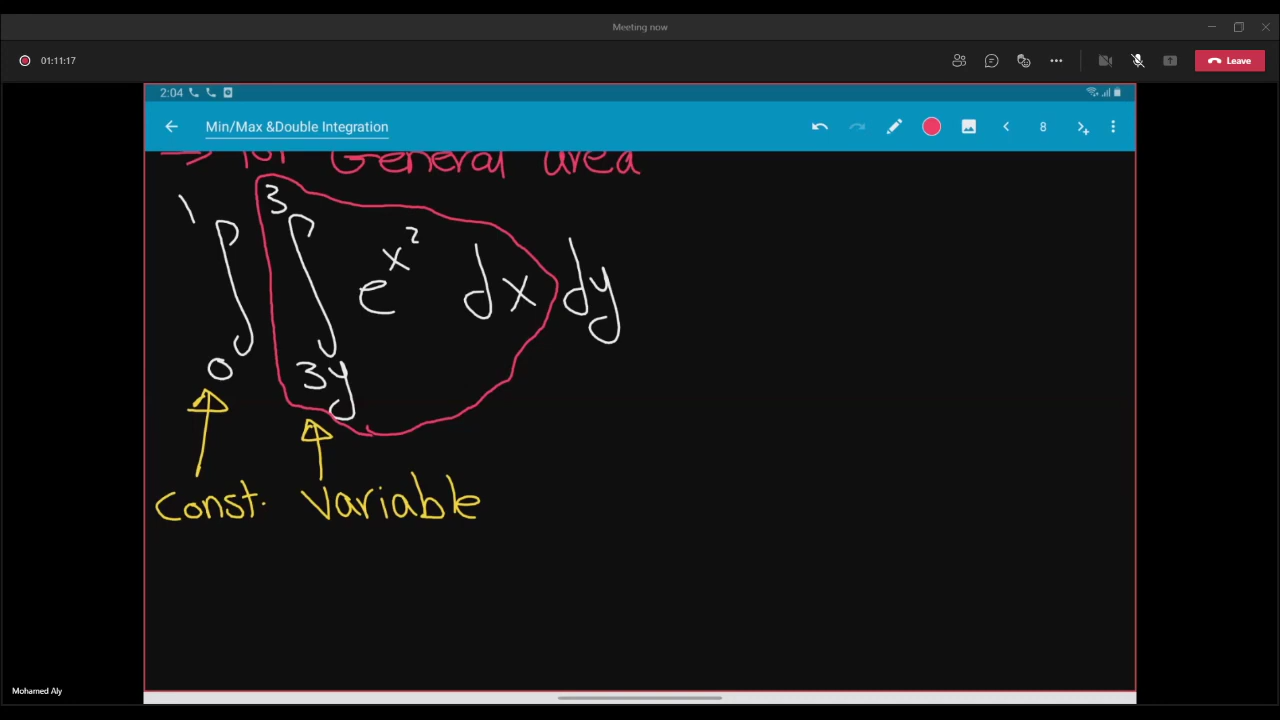 Meeting now
01:11:17
Leave
2:04
Min/Max &Double Integration
8
General area
1 3
∫ ∫ e^x^2 dx dy
0 3y
Const. Variable
Mohamed Aly